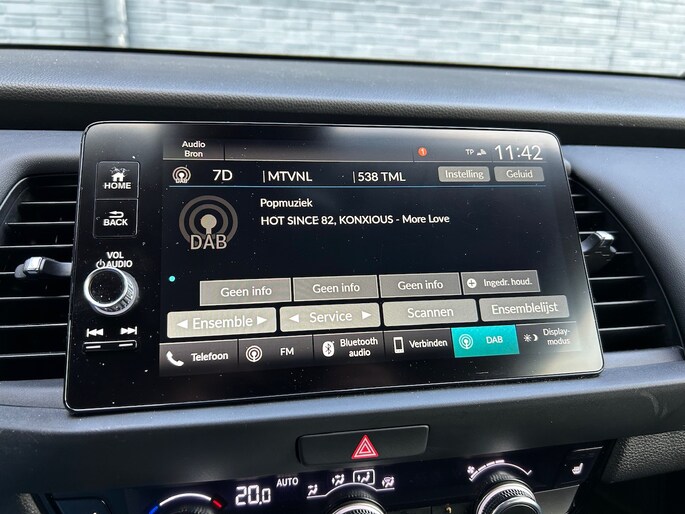 Audio
Bron
1
TP
11:42
DAB
7D
MTVNL
538 TML
Instelling
Geluid
HOME
BACK
VOL
AUDIO
DAB
Popmuziek
HOT SINCE 82, KONXIOUS - More Love
Geen info
Geen info
Geen info
Ingedr. houd.
Ensemble
Service
Scannen
Ensemblelijst
Telefoon
FM
Bluetooth
audio
Verbinden
DAB
Display-
modus
20.0
AUTO